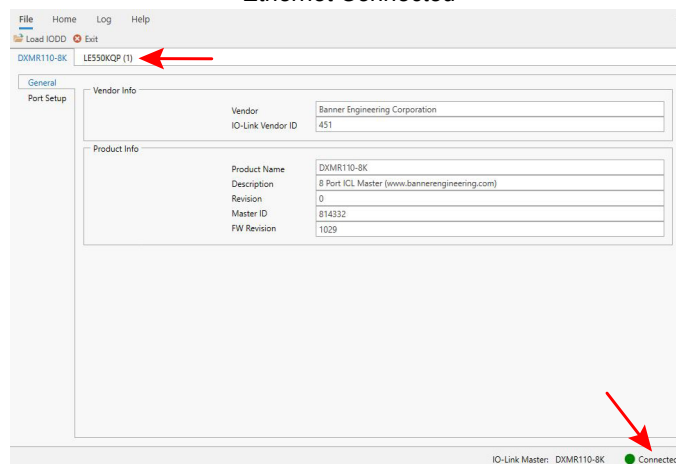 Ethernet Connected
File Home Log Help
Load IODD Exit
DXMR110-8K LE550KQP (1)
General
Port Setup
Vendor Info
Vendor Banner Engineering Corporation
IO-Link Vendor ID 451
Product Info
Product Name DXMR110-8K
Description 8 Port ICL Master (www.bannerengineering.com)
Revision 0
Master ID 814332
FW Revision 1029
IO-Link Master: DXMR110-8K Connected